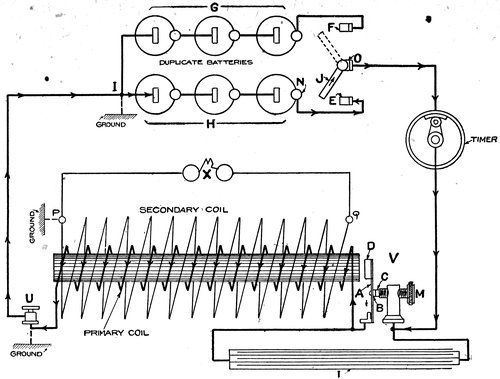 G
F
DUPLICATE BATTERIES
O
J
I
N
E
GROUND
H
TIMER
X
P
SECONDARY COIL
Q
GROUND
D
V
C
A
M
B
U
PRIMARY COIL
GROUND